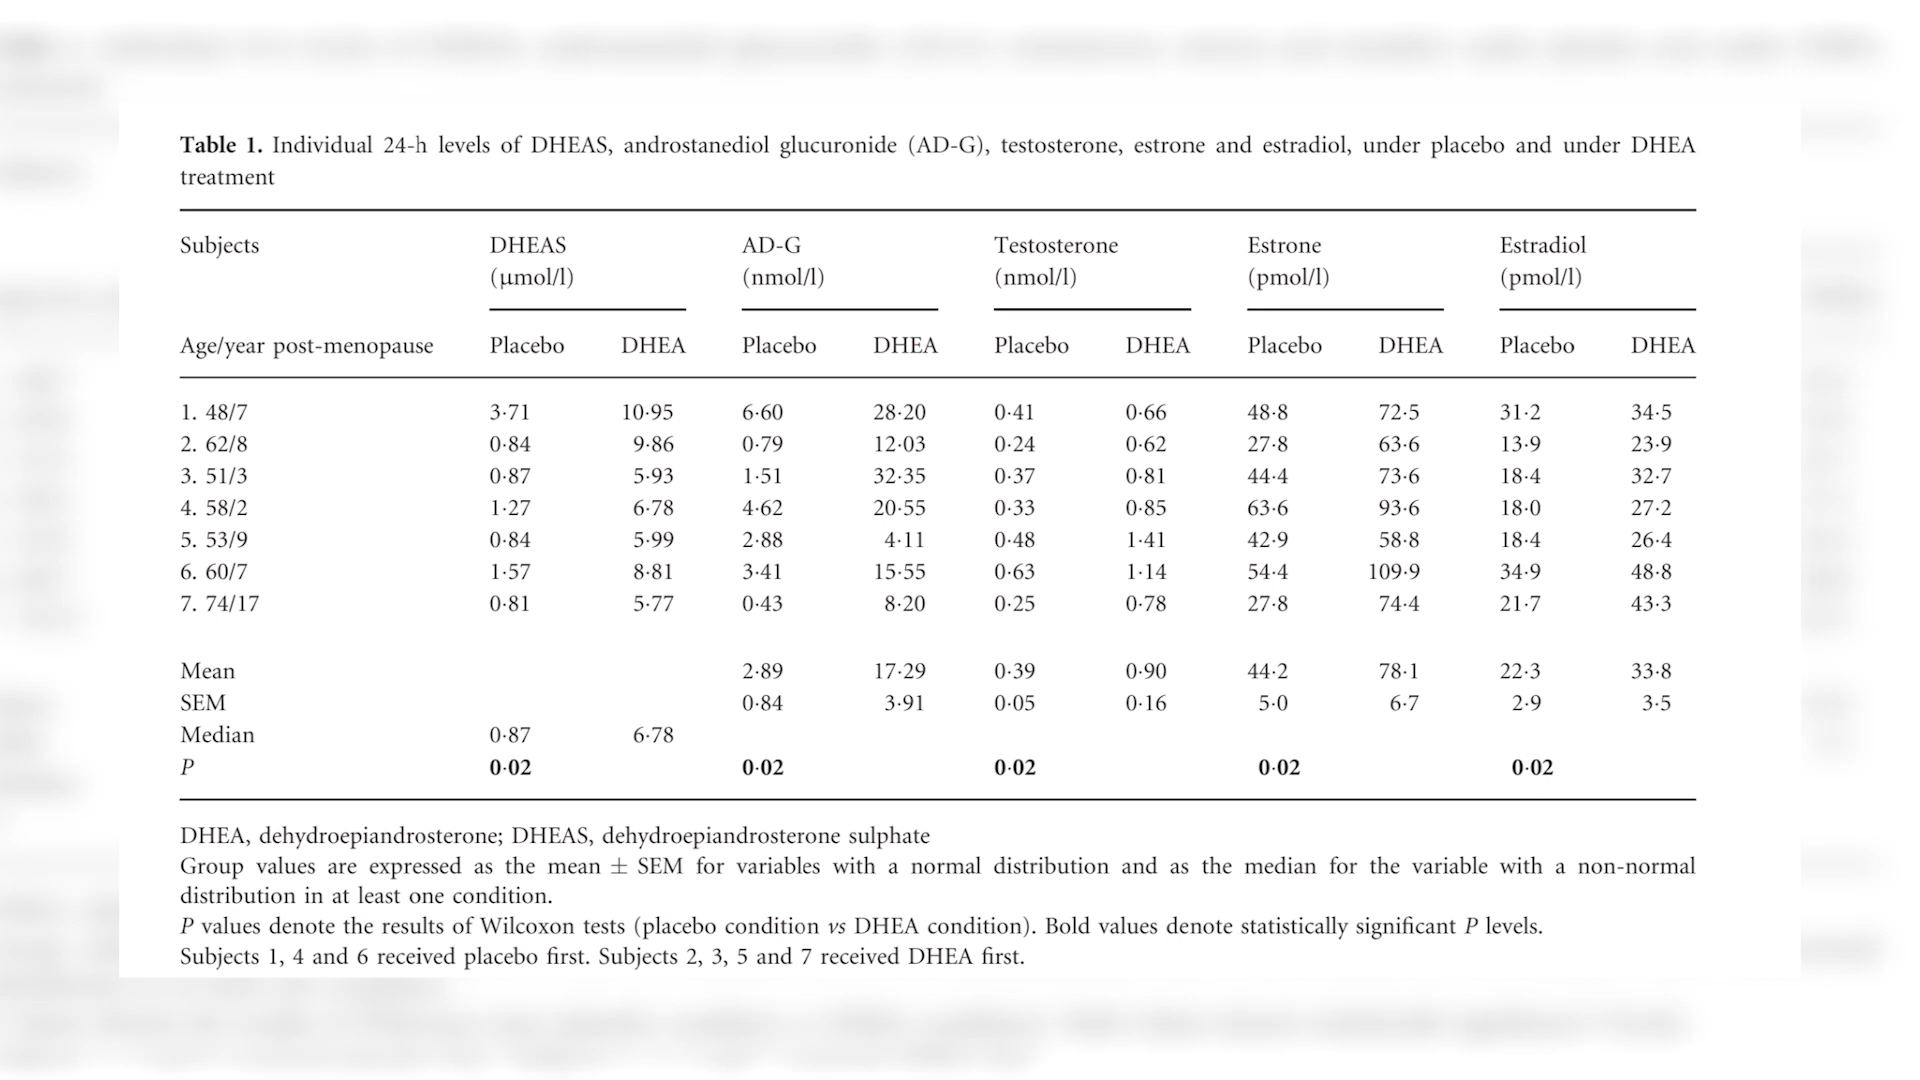 Table 1. Individual 24-h levels of DHEAS, androstanediol glucuronide (AD-G), testosterone, estrone and estradiol, under placebo and under DHEA
treatment
Subjects DHEAS AD-G Testosterone Estrone Estradiol
(μmol/l) (nmol/l) (nmol/l) (pmol/l) (pmol/l)
Age/year post-menopause Placebo DHEA Placebo DHEA Placebo DHEA Placebo DHEA Placebo DHEA
1. 48/7 3·71 10·95 6·60 28·20 0·41 0·66 48·8 72·5 31·2 34·5
2. 62/8 0·84 9·86 0·79 12·03 0·24 0·62 27·8 63·6 13·9 23·9
3. 51/3 0·87 5·93 1·51 32·35 0·37 0·81 44·4 73·6 18·4 32·7
4. 58/2 1·27 6·78 4·62 20·55 0·33 0·85 63·6 93·6 18·0 27·2
5. 53/9 0·84 5·99 2·88 4·11 0·48 1·41 42·9 58·8 18·4 26·4
6. 60/7 1·57 8·81 3·41 15·55 0·63 1·14 54·4 109·9 34·9 48·8
7. 74/17 0·81 5·77 0·43 8·20 0·25 0·78 27·8 74·4 21·7 43·3
Mean 2·89 17·29 0·39 0·90 44·2 78·1 22·3 33·8
SEM 0·84 3·91 0·05 0·16 5·0 6·7 2·9 3·5
Median 0·87 6·78
P 0·02 0·02 0·02 0·02 0·02
DHEA, dehydroepiandrosterone; DHEAS, dehydroepiandrosterone sulphate
Group values are expressed as the mean ± SEM for variables with a normal distribution and as the median for the variable with a non-normal
distribution in at least one condition.
P values denote the results of Wilcoxon tests (placebo condition vs DHEA condition). Bold values denote statistically significant P levels.
Subjects 1, 4 and 6 received placebo first. Subjects 2, 3, 5 and 7 received DHEA first.